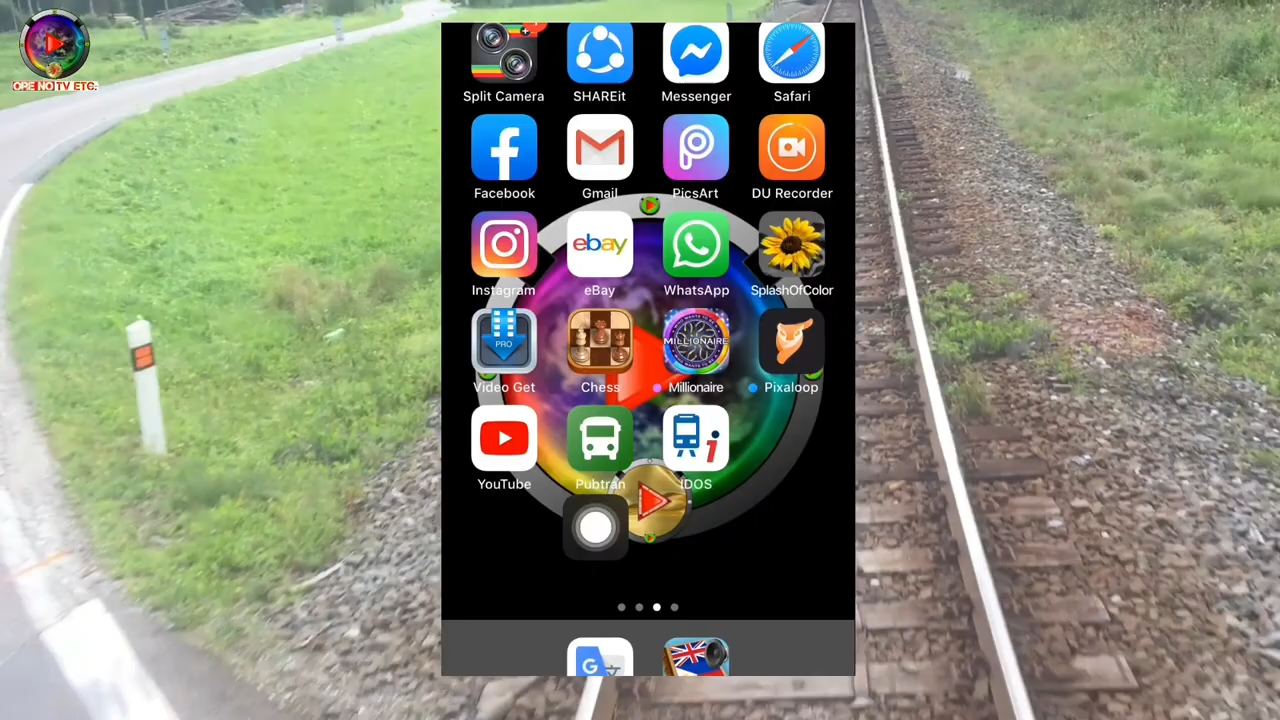 OPE NO TV ETC.
Split Camera SHAREit Messenger Safari
Facebook Gmail PicsArt DU Recorder
ebay
Instagram eBay WhatsApp SplashOfColor
PRO MILLIONAIRE
Video Get Chess Millionaire Pixaloop
YouTube Pubtran IDOS
G